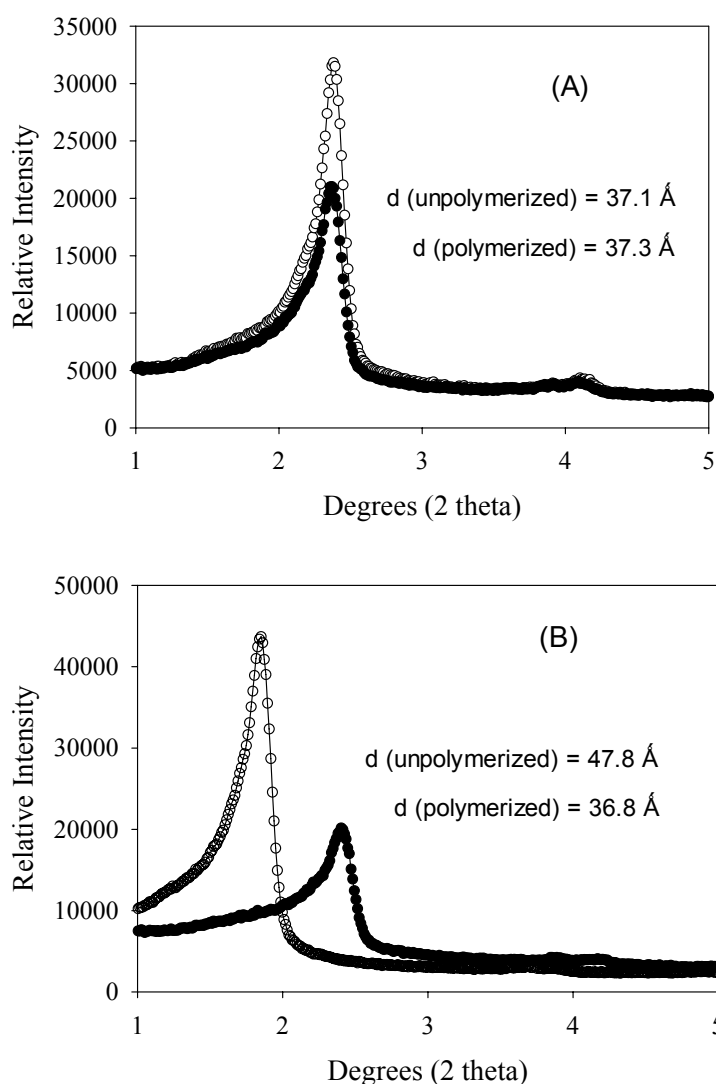 35000
30000
25000
20000
15000
10000
5000
0
Relative Intensity
(A)
d (unpolymerized) = 37.1 Ǻ
d (polymerized) = 37.3 Ǻ
1 2 3 4 5
Degrees (2 theta)
50000
40000
30000
20000
10000
0
Relative Intensity
(B)
d (unpolymerized) = 47.8 Ǻ
d (polymerized) = 36.8 Ǻ
1 2 3 4 5
Degrees (2 theta)